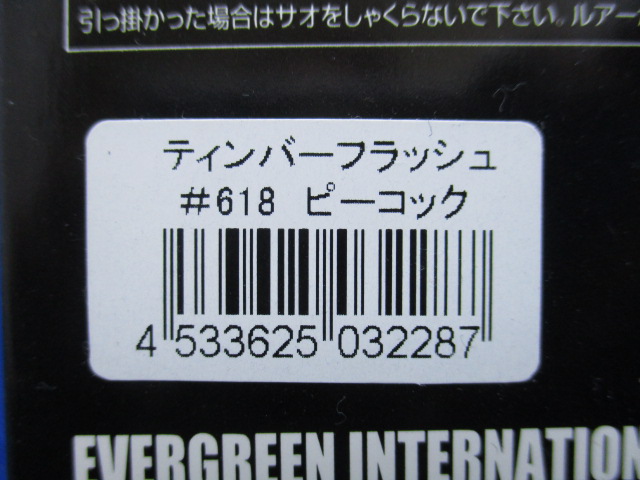 引っ掛かった場合はサオをしゃくらないで下さい。ルアー
ティンバーフラッシュ
#618 ピーコック
4 533625 032287
EVERGREEN INTERNATION